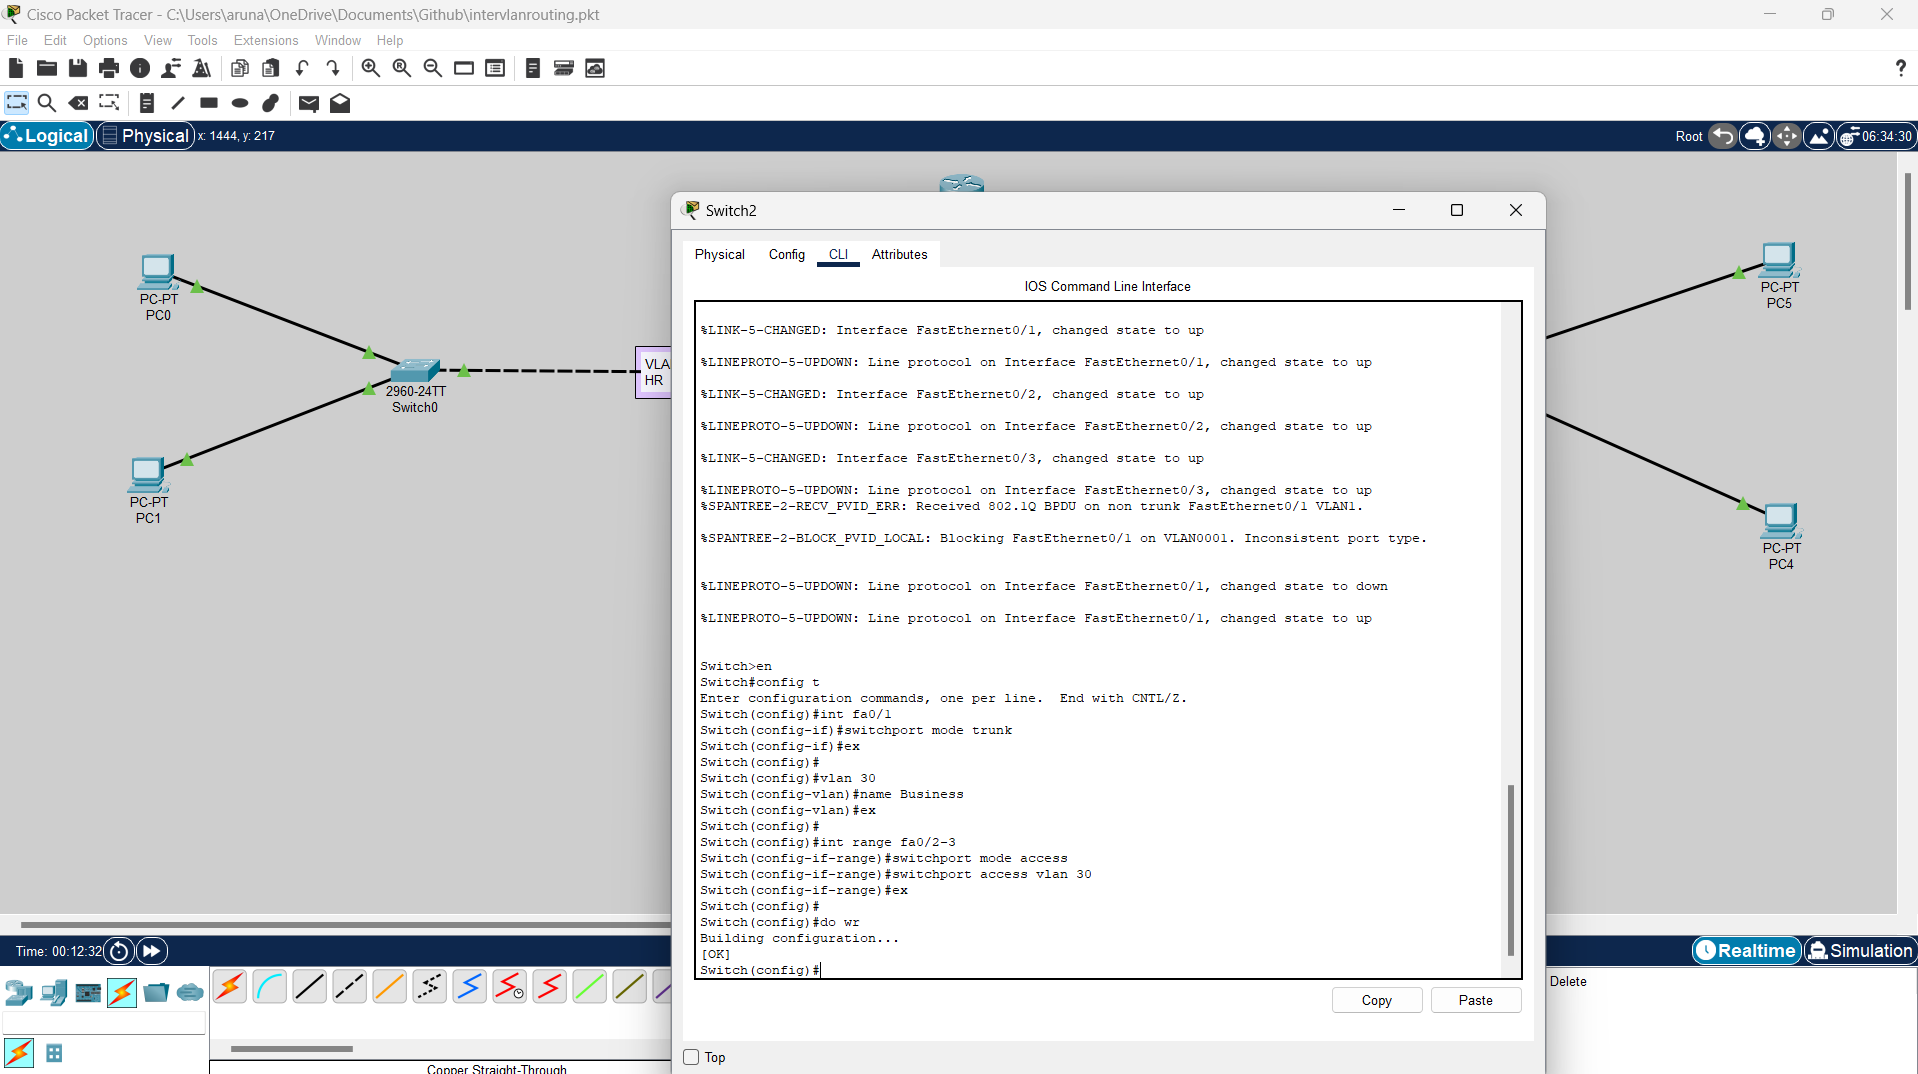 Cisco Packet Tracer - C:\Users\aruna\OneDrive\Documents\Github\intervlanrouting.pkt
File Edit Options View Tools Extensions Window Help
?
Logical Physical x: 1444, y: 217 Root 06:34:30
PC-PT
PC0
2960-24TT
Switch0
PC-PT
PC1
VLA
HR
PC-PT
PC5
PC-PT
PC4
Switch2
Physical Config CLI Attributes
IOS Command Line Interface
%LINK-5-CHANGED: Interface FastEthernet0/1, changed state to up
%LINEPROTO-5-UPDOWN: Line protocol on Interface FastEthernet0/1, changed state to up
%LINK-5-CHANGED: Interface FastEthernet0/2, changed state to up
%LINEPROTO-5-UPDOWN: Line protocol on Interface FastEthernet0/2, changed state to up
%LINK-5-CHANGED: Interface FastEthernet0/3, changed state to up
%LINEPROTO-5-UPDOWN: Line protocol on Interface FastEthernet0/3, changed state to up
%SPANTREE-2-RECV_PVID_ERR: Received 802.1Q BPDU on non trunk FastEthernet0/1 VLAN1.
%SPANTREE-2-BLOCK_PVID_LOCAL: Blocking FastEthernet0/1 on VLAN0001. Inconsistent port type.
%LINEPROTO-5-UPDOWN: Line protocol on Interface FastEthernet0/1, changed state to down
%LINEPROTO-5-UPDOWN: Line protocol on Interface FastEthernet0/1, changed state to up
Switch>en
Switch#config t
Enter configuration commands, one per line.  End with CNTL/Z.
Switch(config)#int fa0/1
Switch(config-if)#switchport mode trunk
Switch(config-if)#ex
Switch(config)#
Switch(config)#vlan 30
Switch(config-vlan)#name Business
Switch(config-vlan)#ex
Switch(config)#
Switch(config)#int range fa0/2-3
Switch(config-if-range)#switchport mode access
Switch(config-if-range)#switchport access vlan 30
Switch(config-if-range)#ex
Switch(config)#
Switch(config)#do wr
Building configuration...
[OK]
Switch(config)#
Copy Paste
Top
Time: 00:12:32
Realtime Simulation
Delete
Copper Straight-Through